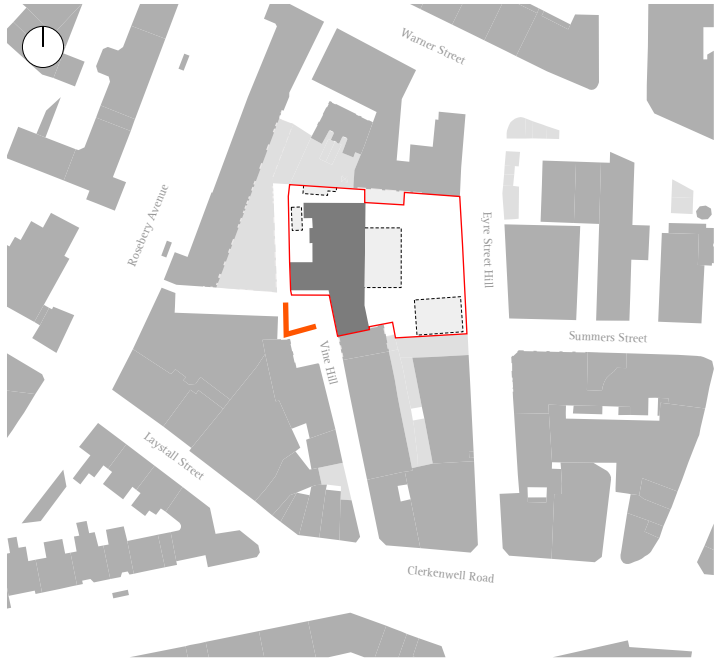 Warner Street
Rosebery Avenue
Eyre Street Hill
Summers Street
Vine Hill
Laystall Street
Clerkenwell Road